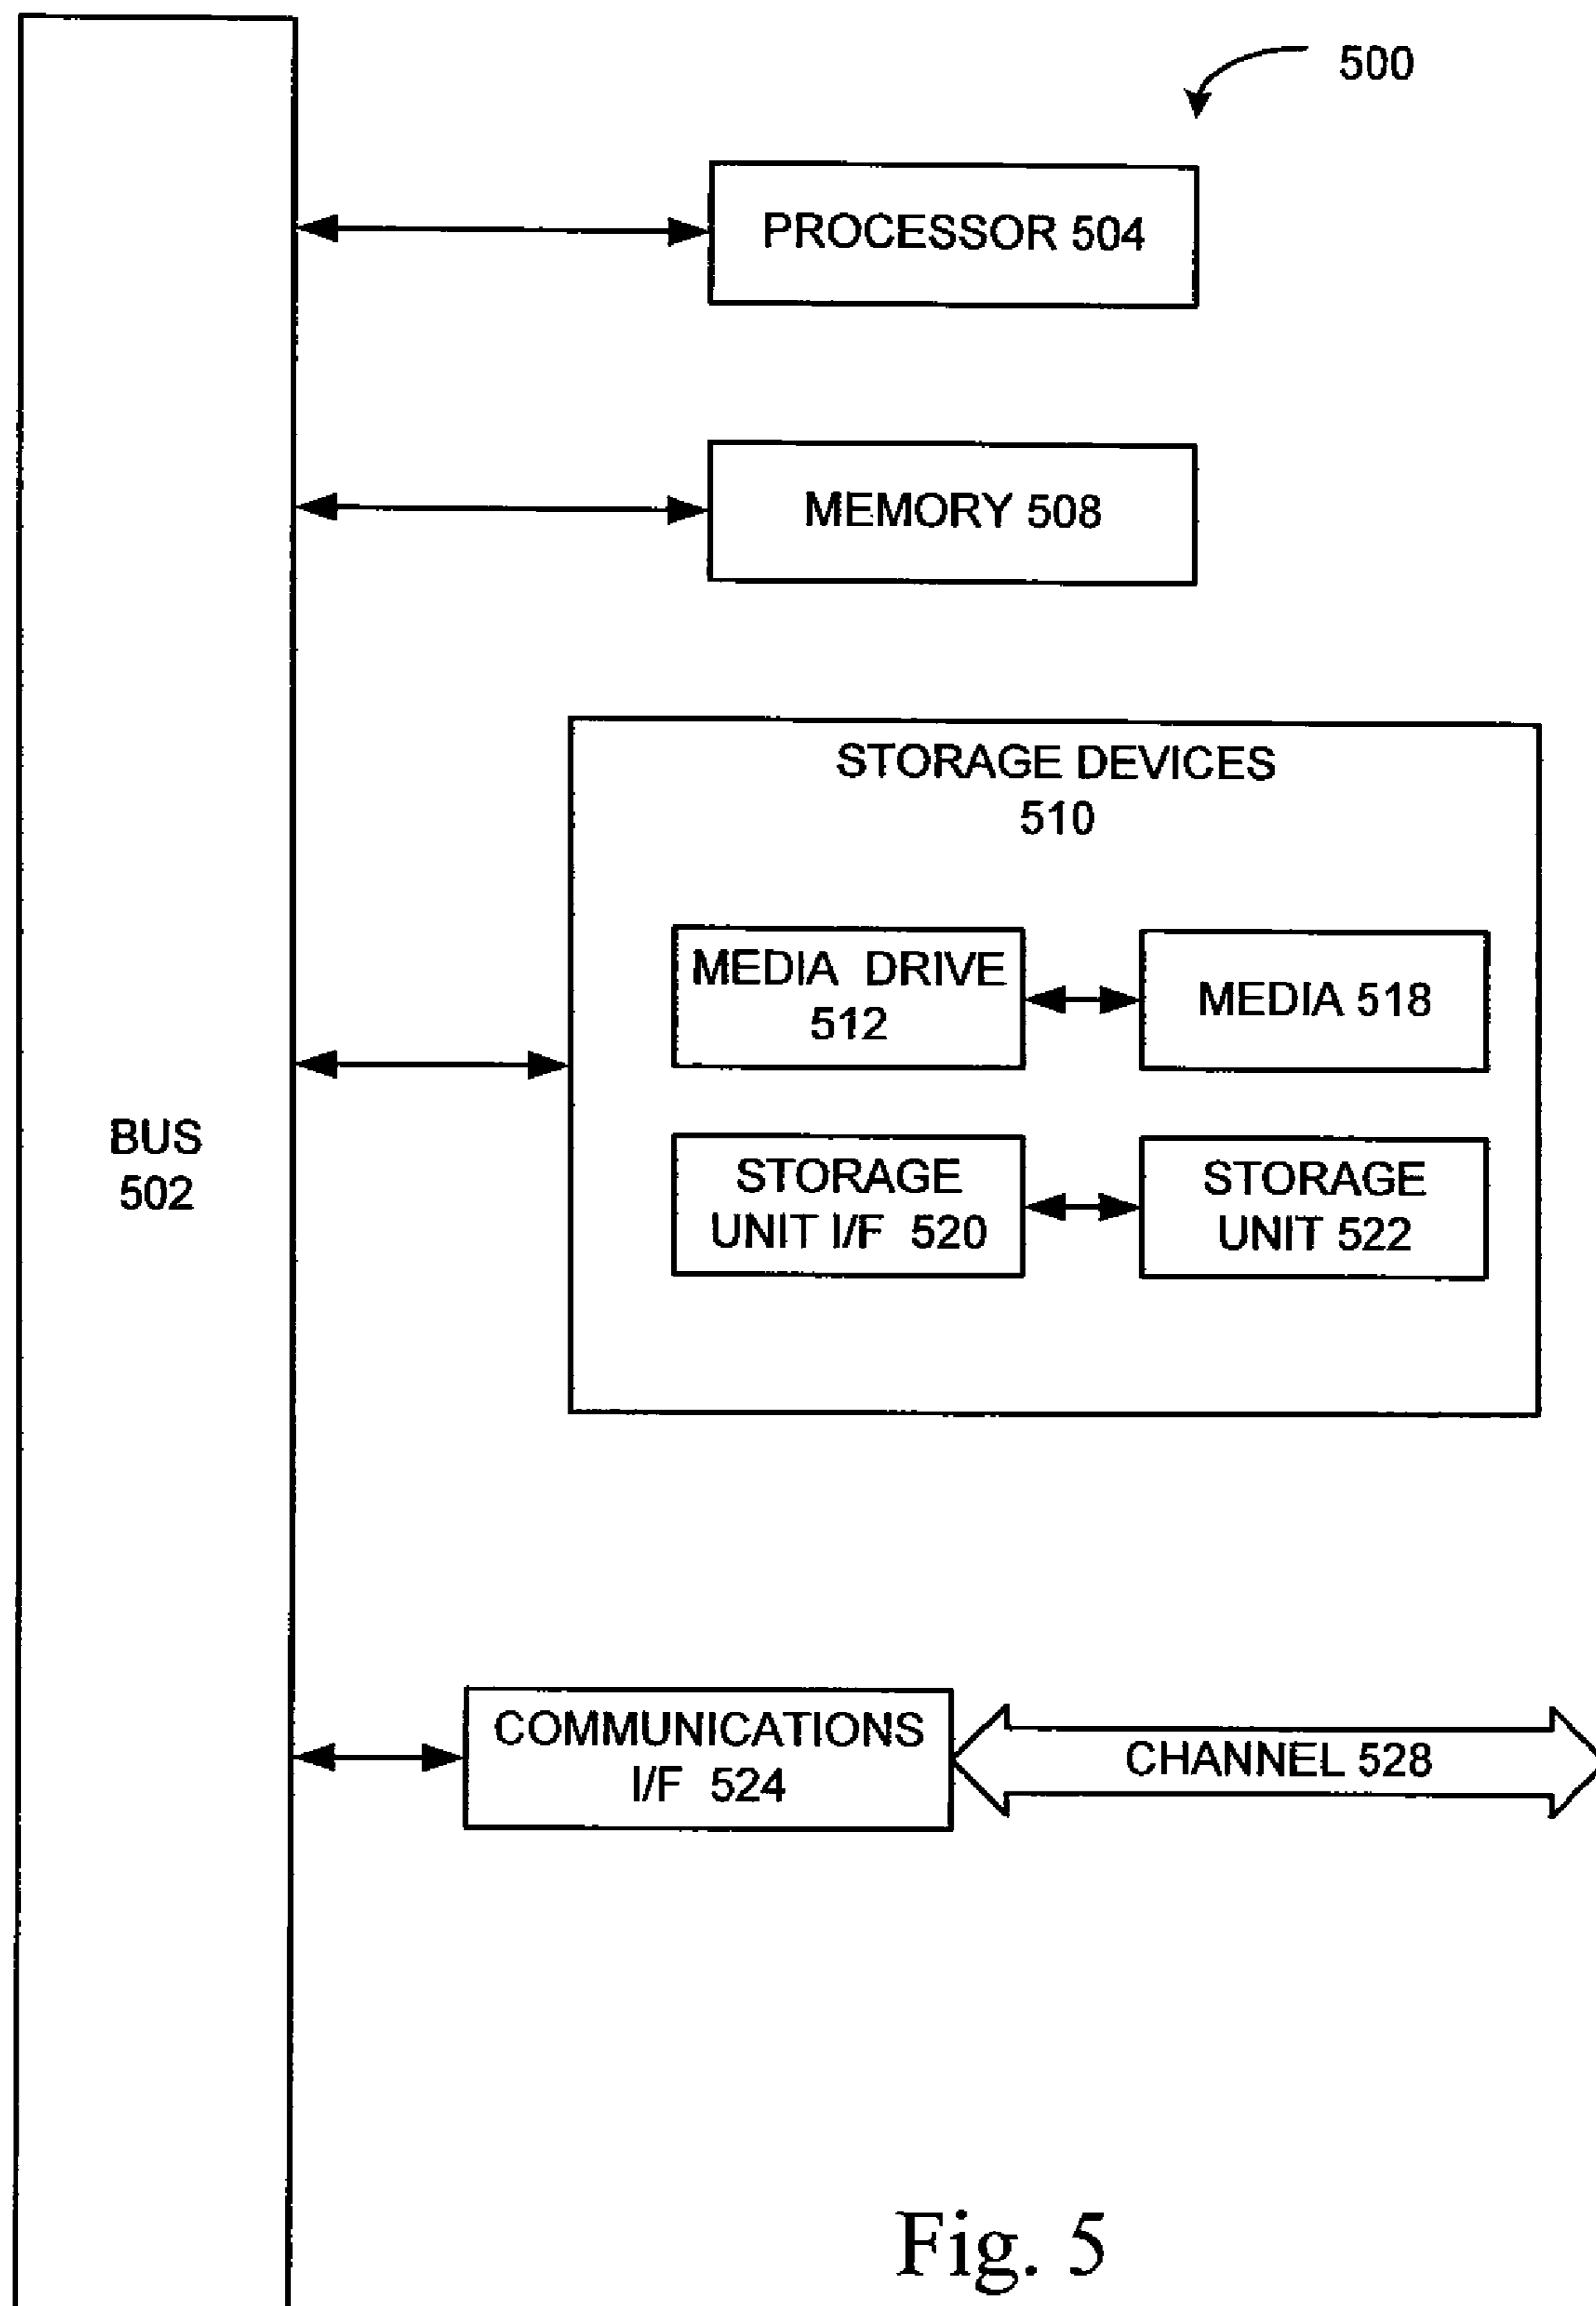 500
PROCESSOR 504
MEMORY 508
STORAGE DEVICES
510
MEDIA DRIVE
512
MEDIA 518
STORAGE
UNIT I/F 520
STORAGE
UNIT 522
BUS
502
COMMUNICATIONS
I/F 524
CHANNEL 528
Fig. 5